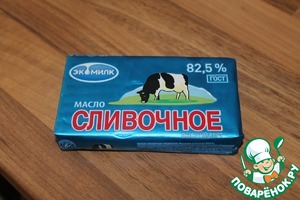 ЭКОМИЛК
82,5 %
ГОСТ
МАСЛО
СЛИВОЧНОЕ
ПОВАРЁНОК.РУ